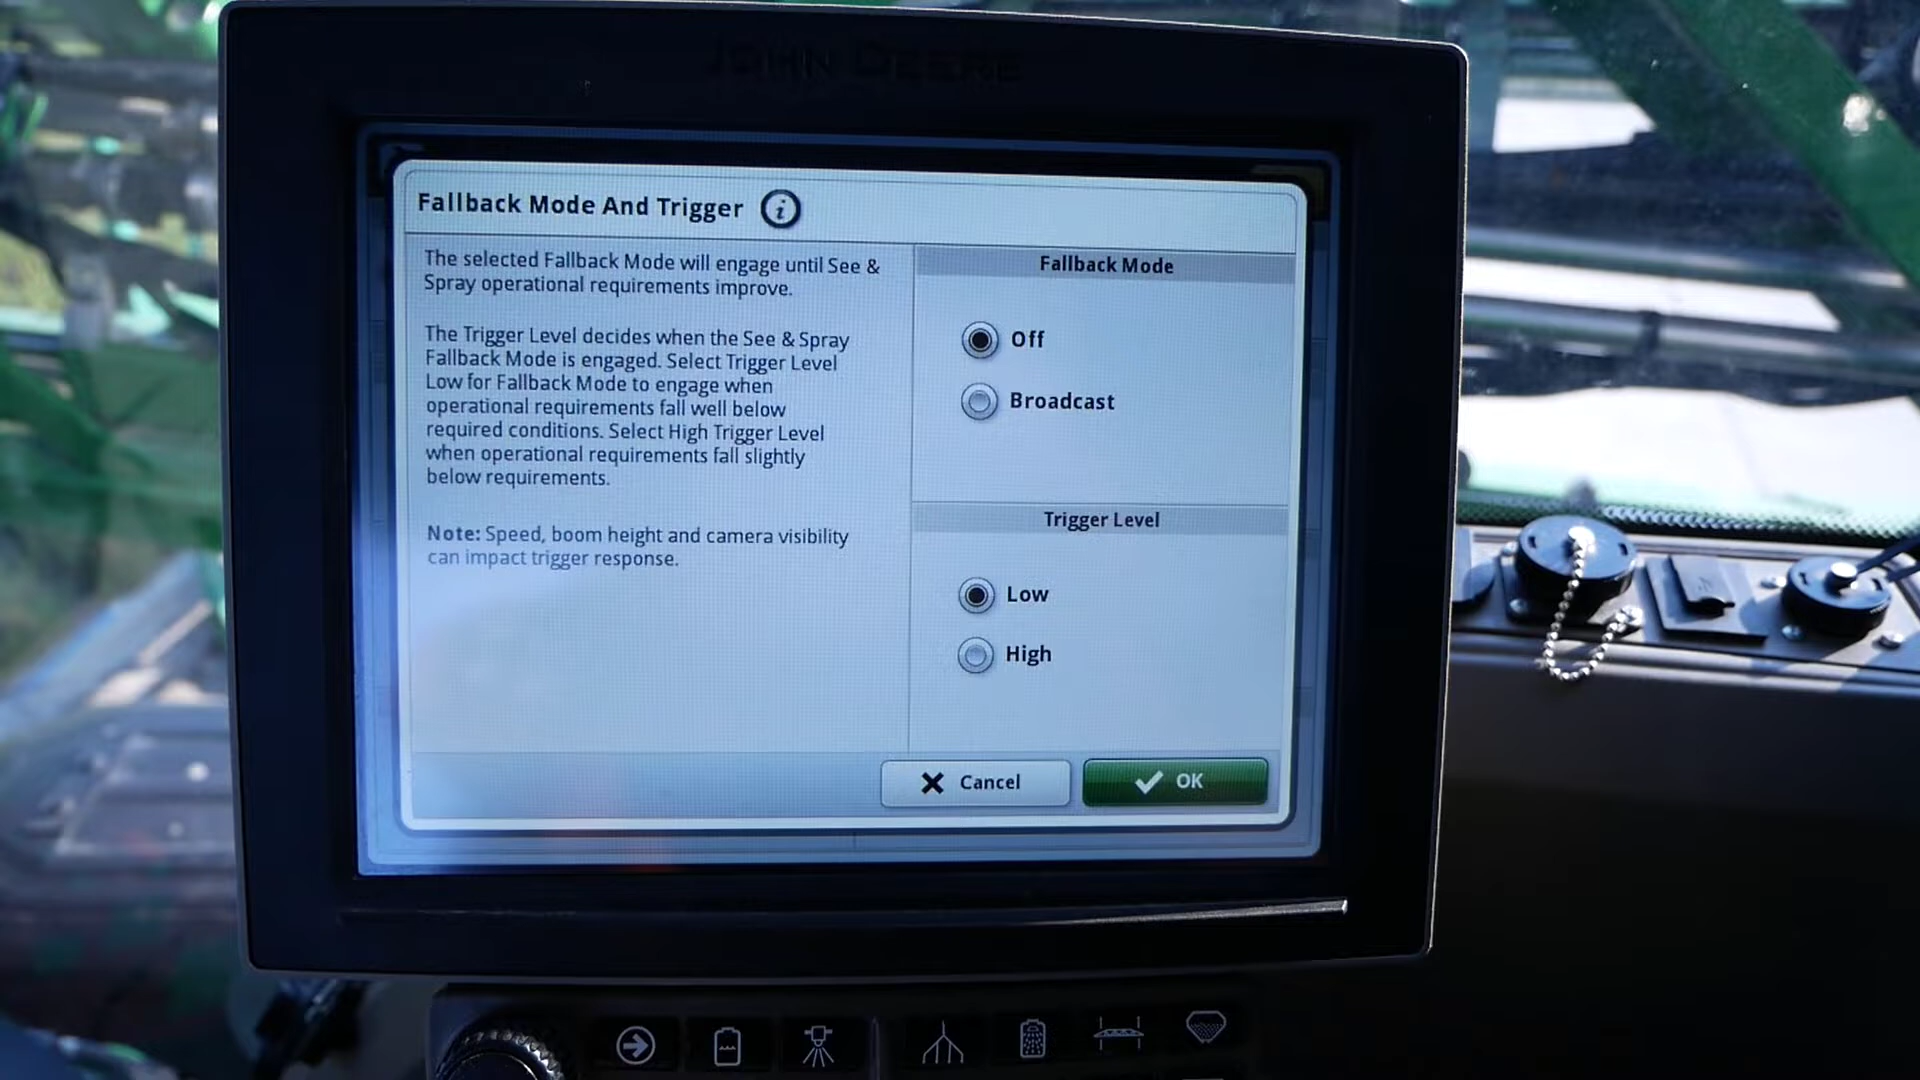 JOHN DEERE
Fallback Mode And Trigger i
The selected Fallback Mode will engage until See &
Spray operational requirements improve.
The Trigger Level decides when the See & Spray
Fallback Mode is engaged. Select Trigger Level
Low for Fallback Mode to engage when
operational requirements fall well below
required conditions. Select High Trigger Level
when operational requirements fall slightly
below requirements.
Note: Speed, boom height and camera visibility
can impact trigger response.
Fallback Mode
Off
Broadcast
Trigger Level
Low
High
Cancel
OK